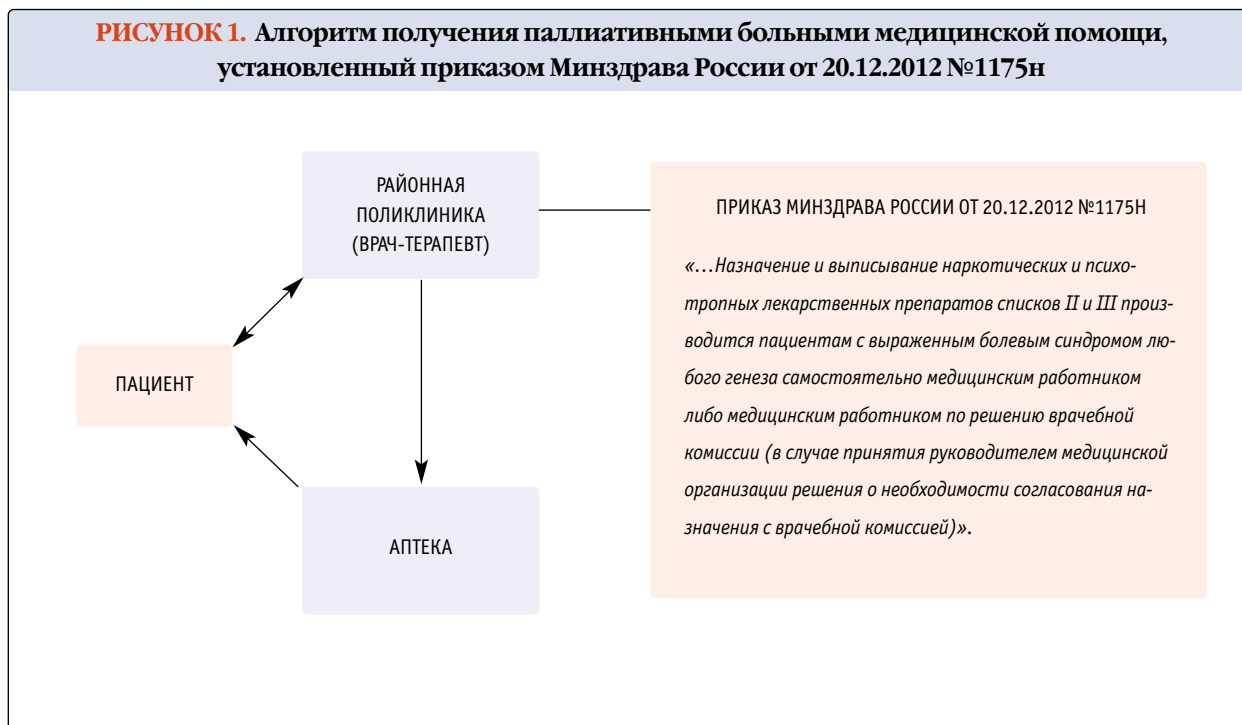 РИСУНОК 1. Алгоритм получения паллиативными больными медицинской помощи,
установленный приказом Минздрава России от 20.12.2012 №1175н
РАЙОННАЯ
ПОЛИКЛИНИКА
(ВРАЧ-ТЕРАПЕВТ)
ПАЦИЕНТ
АПТЕКА
ПРИКАЗ МИНЗДРАВА РОССИИ ОТ 20.12.2012 №1175Н
«...Назначение и выписывание наркотических и психо-
тропных лекарственных препаратов списков II и III произ-
водится пациентам с выраженным болевым синдромом лю-
бого генеза самостоятельно медицинским работником
либо медицинским работником по решению врачебной
комиссии (в случае принятия руководителем медицинской
организации решения о необходимости согласования на-
значения с врачебной комиссией)».